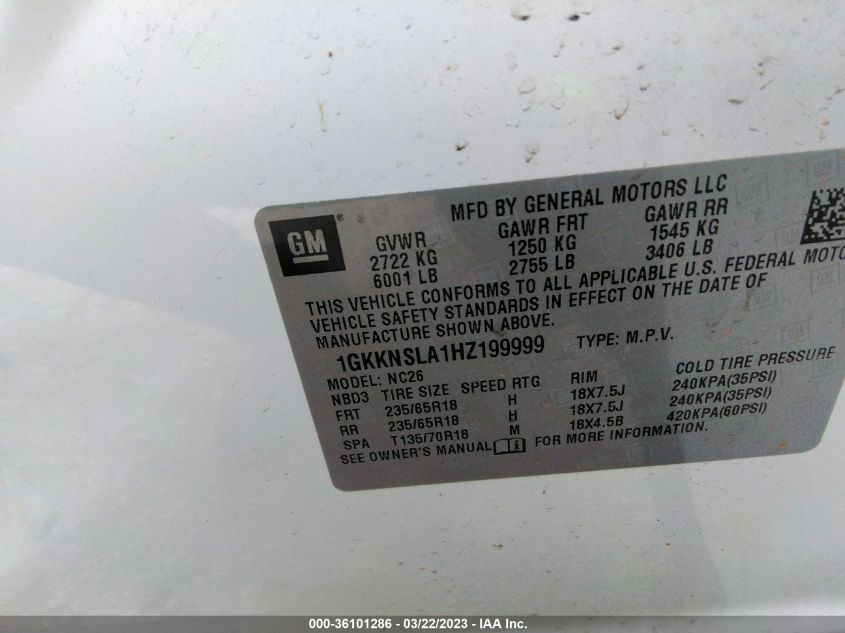 MFD BY GENERAL MOTORS LLC
GM ®
GVWR GAWR FRT GAWR RR
2722 KG 1250 KG 1545 KG
6001 LB 2755 LB 3406 LB
THIS VEHICLE CONFORMS TO ALL APPLICABLE U.S. FEDERAL MOTO
VEHICLE SAFETY STANDARDS IN EFFECT ON THE DATE OF
MANUFACTURE SHOWN ABOVE.
1GKKNSLA1HZ199999 TYPE: M.P.V.
MODEL: NC26
NBD3 TIRE SIZE SPEED RTG RIM COLD TIRE PRESSURE
FRT 235/65R18 H 18X7.5J 240KPA(35PSI)
RR 235/65R18 H 18X7.5J 240KPA(35PSI)
SPA T135/70R18 M 18X4.5B 420KPA(60PSI)
SEE OWNER'S MANUAL FOR MORE INFORMATION.
000-36101286 - 03/22/2023 - IAA Inc.